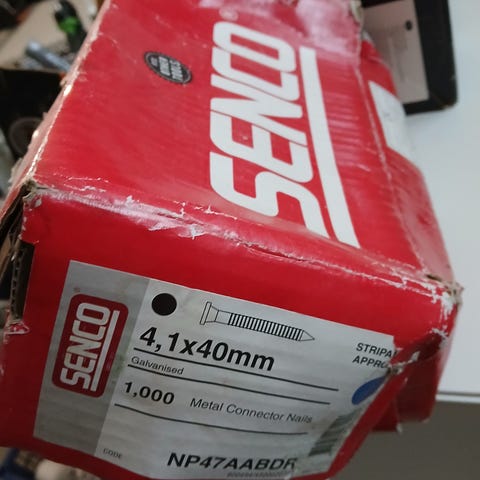 SENCO
SENCO
4,1x40mm
Galvanised
1,000 Metal Connector Nails
CODE
NP47AABDR